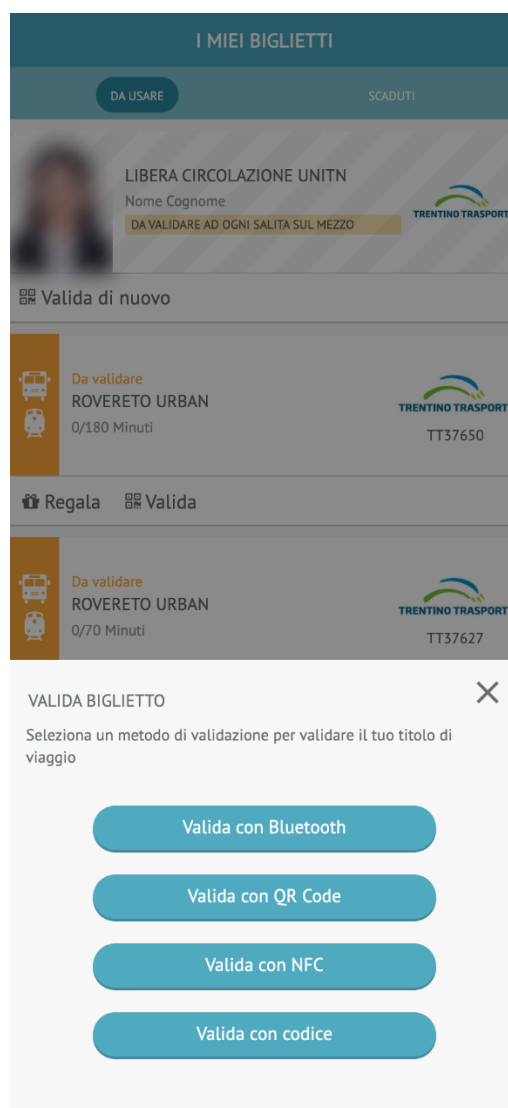 I MIEI BIGLIETTI
DA USARE
SCADUTI
LIBERA CIRCOLAZIONE UNITN
Nome Cognome
DA VALIDARE AD OGNI SALITA SUL MEZZO
TRENTINO TRASPORT
Valida di nuovo
Da validare
ROVERETO URBAN
0/180 Minuti
TRENTINO TRASPORT
TT37650
Regala
Valida
Da validare
ROVERETO URBAN
0/70 Minuti
TRENTINO TRASPORT
TT37627
VALIDA BIGLIETTO
Seleziona un metodo di validazione per validare il tuo titolo di
viaggio
Valida con Bluetooth
Valida con QR Code
Valida con NFC
Valida con codice